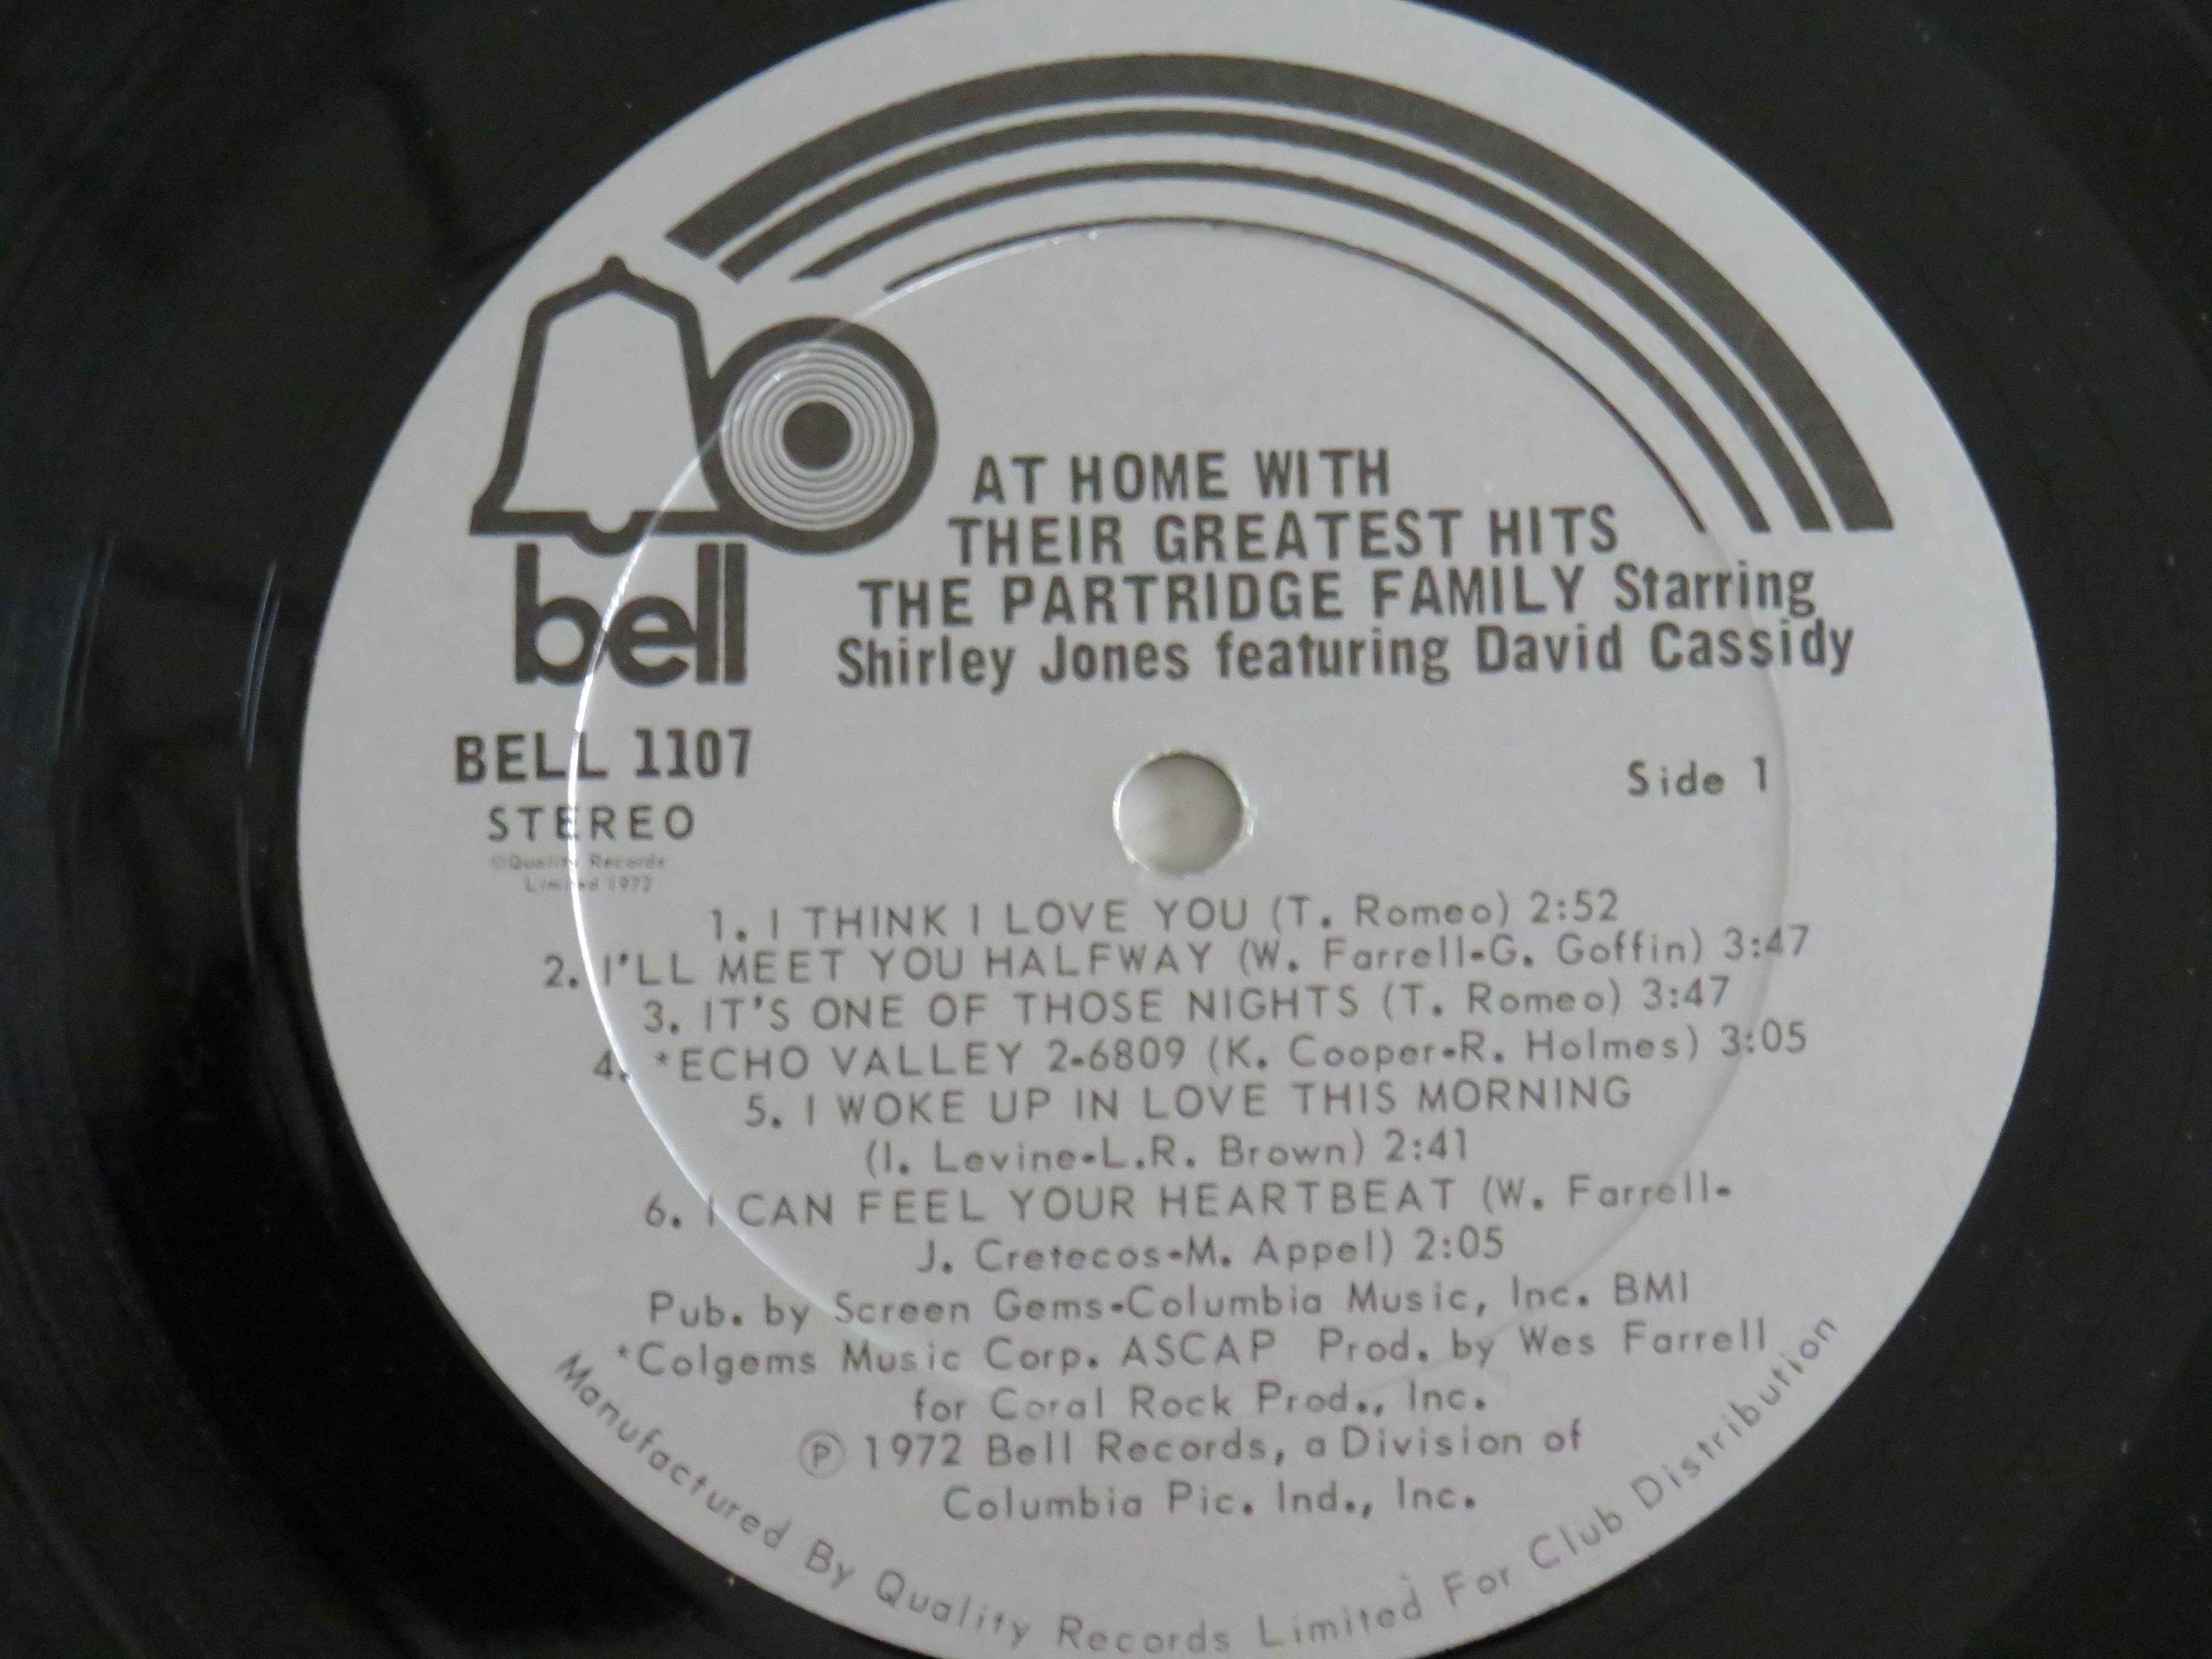 bell
AT HOME WITH
THEIR GREATEST HITS
THE PARTRIDGE FAMILY Starring
Shirley Jones featuring David Cassidy
BELL 1107
STEREO
©Quality Records
Limited 1972
Side 1
1. I THINK I LOVE YOU (T. Romeo) 2:52
2. I'LL MEET YOU HALFWAY (W. Farrell-G. Goffin) 3:47
3. IT'S ONE OF THOSE NIGHTS (T. Romeo) 3:47
4. *ECHO VALLEY 2-6809 (K. Cooper-R. Holmes) 3:05
5. I WOKE UP IN LOVE THIS MORNING
(I. Levine-L.R. Brown) 2:41
6. I CAN FEEL YOUR HEARTBEAT (W. Farrell-
J. Cretecos-M. Appel) 2:05
Pub. by Screen Gems-Columbia Music, Inc. BMI
*Colgems Music Corp. ASCAP Prod. by Wes Farrell
for Coral Rock Prod., Inc.
℗ 1972 Bell Records, a Division of
Columbia Pic. Ind., Inc.
Manufactured By Quality Records Limited For Club Distribution